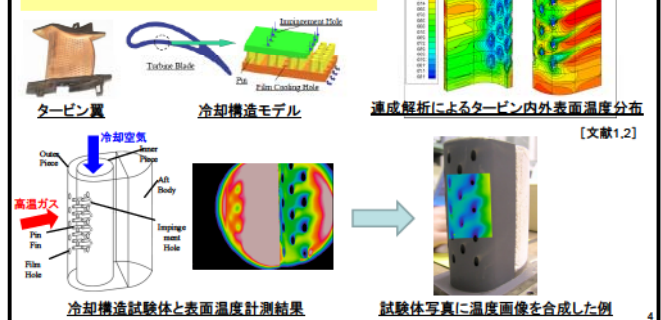 Impingement Hole
Turbine Blade
Pin
Film Cooling Hole
タービン翼
冷却構造モデル
連成解析によるタービン内外表面温度分布
[文献1,2]
冷却空気
Outer
Piece
Inner
Piece
Aft
Body
高温ガス
Pin
Fin
Impinge
ment
Hole
Film
Hole
冷却構造試験体と表面温度計測結果
試験体写真に温度画像を合成した例
4